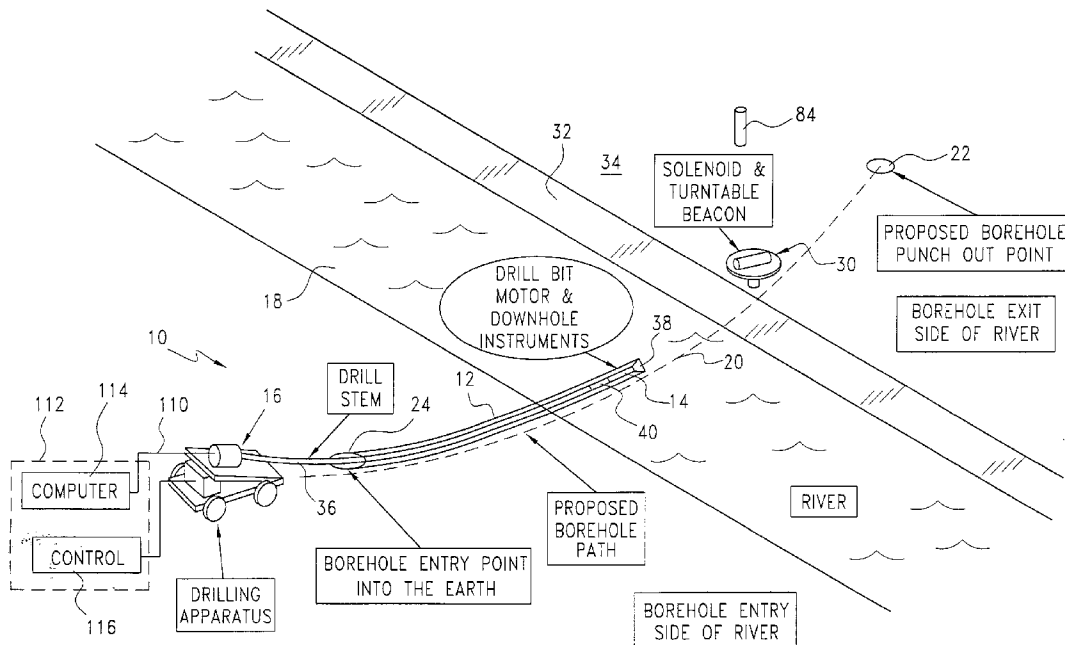 84
32
34
22
SOLENOID &
TURNTABLE
BEACON
PROPOSED BOREHOLE
PUNCH OUT POINT
30
18
DRILL BIT
MOTOR &
DOWNHOLE
INSTRUMENTS
BOREHOLE EXIT
SIDE OF RIVER
10
38
20
DRILL
STEM
12
14
40
24
16
110
114
112
COMPUTER
36
RIVER
PROPOSED
BOREHOLE
PATH
CONTROL
BOREHOLE ENTRY POINT
INTO THE EARTH
DRILLING
APPARATUS
116
BOREHOLE ENTRY
SIDE OF RIVER